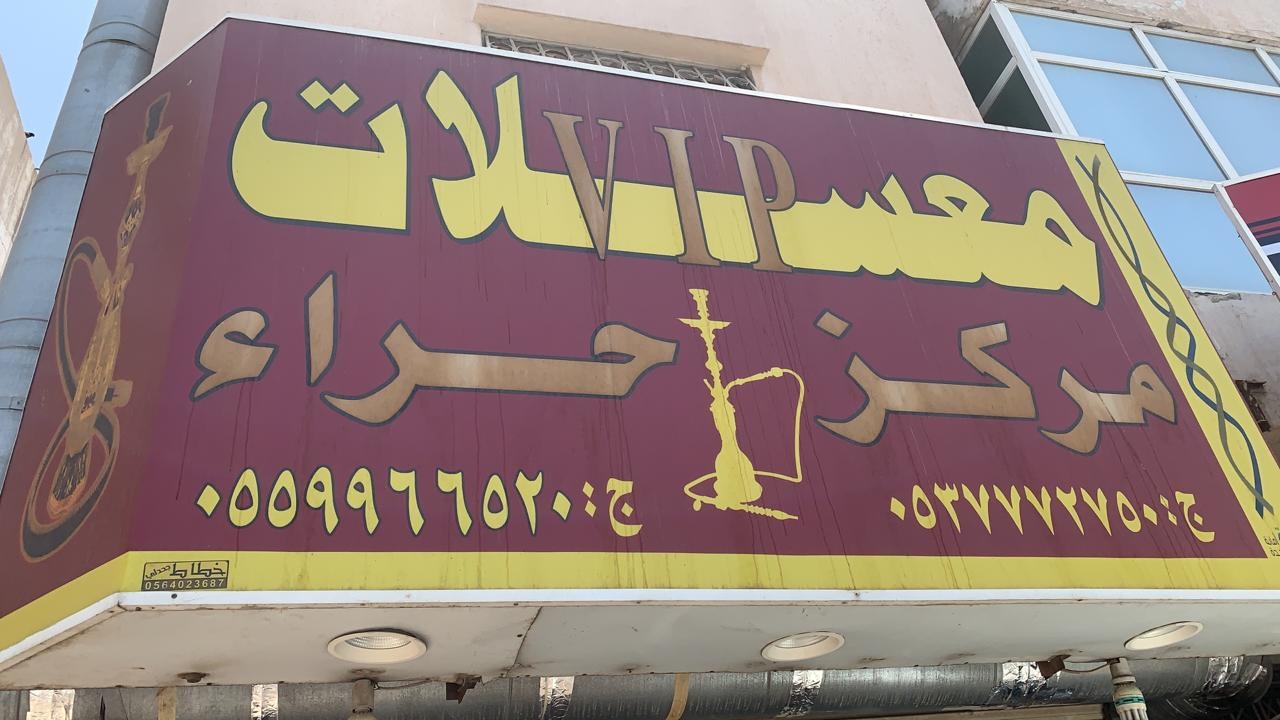 معسلات VIP
مركز حراء
ج: ٠٥٣٧٧٧٢٧٥٠ ج: ٠٥٥٩٩٦٦٥٢٠
خطاط
0564023687